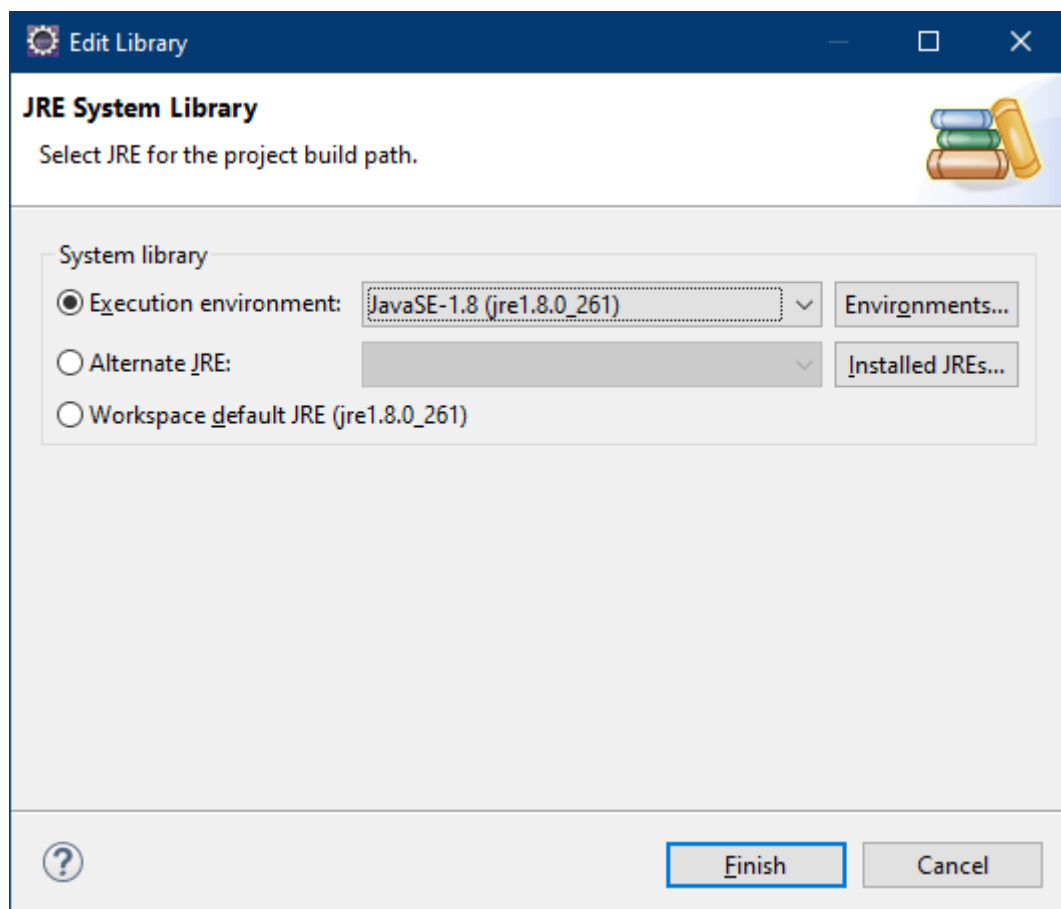 Edit Library
JRE System Library
Select JRE for the project build path.
System library
Execution environment: JavaSE-1.8 (jre1.8.0_261) Environments...
Alternate JRE: Installed JREs...
Workspace default JRE (jre1.8.0_261)
? Finish Cancel